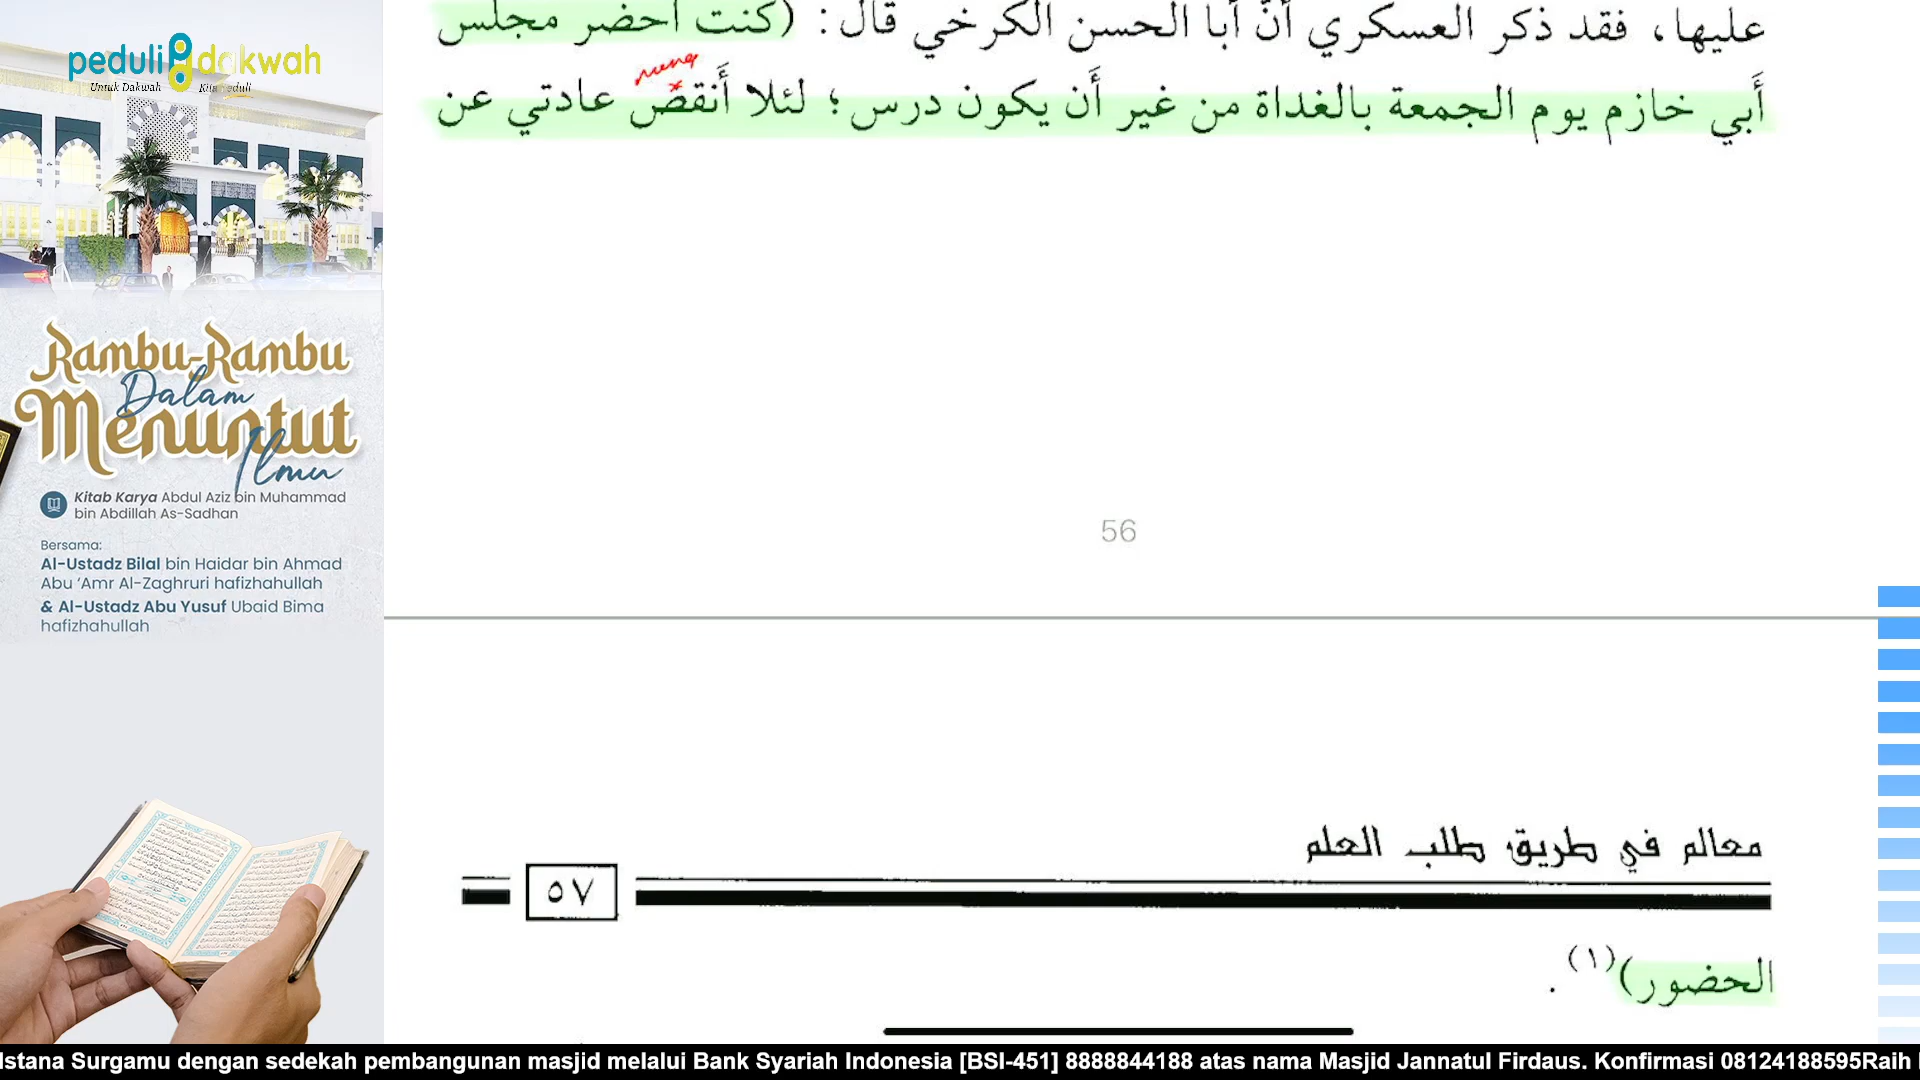 peduli dakwah
Untuk Dakwah Kita Peduli
Rambu-Rambu
Dalam
Menuntut
Ilmu
Kitab Karya Abdul Aziz bin Muhammad
bin Abdillah As-Sadhan
Bersama:
Al-Ustadz Bilal bin Haidar bin Ahmad
Abu ‘Amr Al-Zaghruri hafizhahullah
& Al-Ustadz Abu Yusuf Ubaid Bima
hafizhahullah
عليها، فقد ذكر العسكري أنَّ أبا الحسن الكرخي قال: (كنت أحضر مجلس
أَبي خازم يوم الجمعة بالغداة من غير أَن يكون درس؛ لئلا أَنقض عادتي عن
56
معالم في طريق طلب العلم
٥٧
الحضور)(١).
Istana Surgamu dengan sedekah pembangunan masjid melalui Bank Syariah Indonesia [BSI-451] 8888844188 atas nama Masjid Jannatul Firdaus. Konfirmasi 08124188595Raih